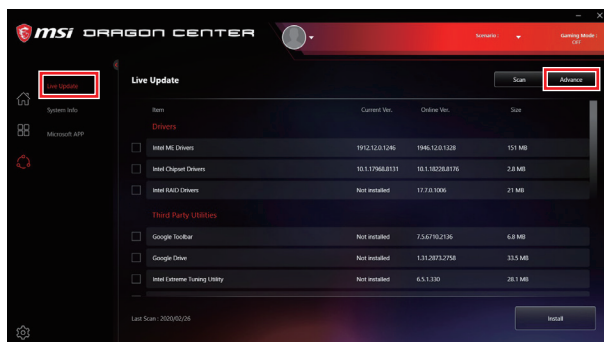 msi DRAGON CENTER
Scenario :
Gaming Mode :
OFF
Live Update
System Info
Microsoft APP
Live Update
Scan
Advance
Item Current Ver. Online Ver. Size
Drivers
Intel ME Drivers 1912.12.0.1246 1946.12.0.1328 151 MB
Intel Chipset Drivers 10.1.17968.8131 10.1.18228.8176 2.8 MB
Intel RAID Drivers Not installed 17.7.0.1006 21 MB
Third Party Utilities
Google Toolbar Not installed 7.5.6710.2136 6.8 MB
Google Drive Not installed 1.31.2873.2758 33.5 MB
Intel Extreme Tuning Utility Not installed 6.5.1.330 28.1 MB
Last Scan : 2020/02/26
Install